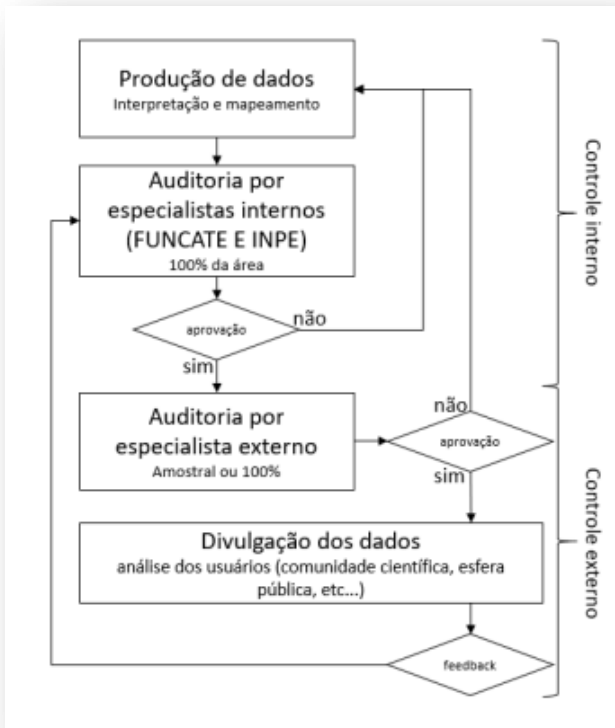 Produção de dados
Interpretação e mapeamento
Auditoria por
especialistas internos
(FUNCATE E INPE)
100% da área
aprovação
não
sim
Auditoria por
especialista externo
Amostral ou 100%
não
aprovação
sim
Divulgação dos dados
análise dos usuários (comunidade científica, esfera
pública, etc...)
feedback
Controle interno
Controle externo